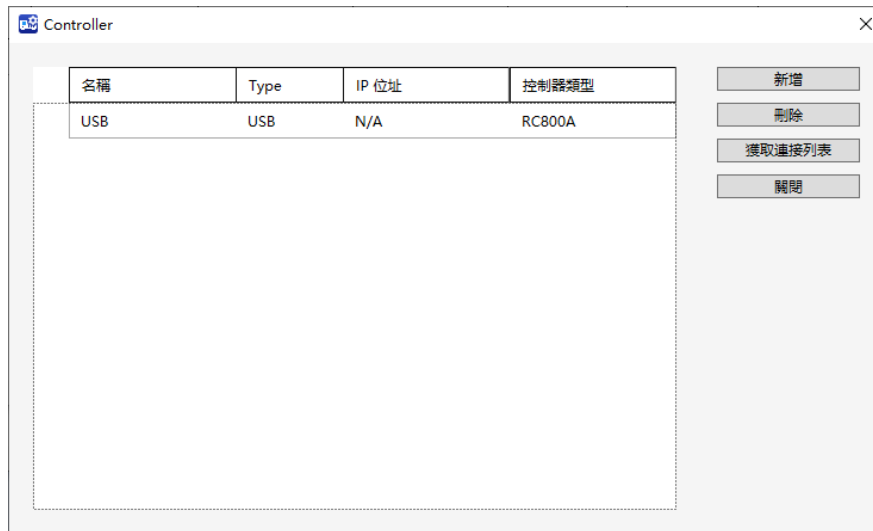 Controller
名稱 Type IP 位址 控制器類型
USB USB N/A RC800A
新增
刪除
獲取連接列表
關閉